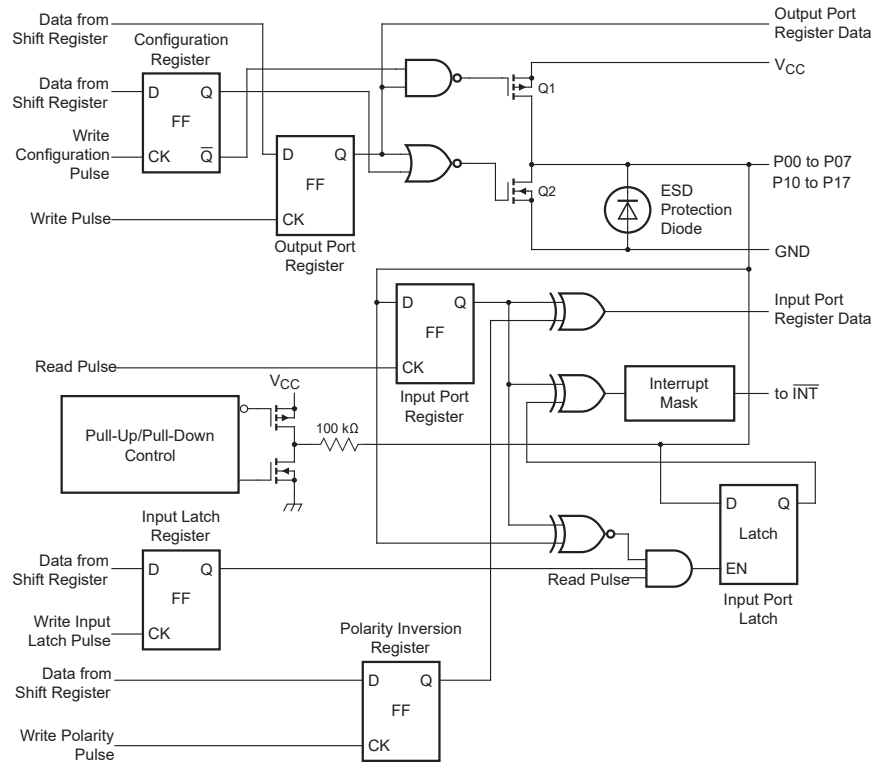 Data from
Shift Register
Configuration
Register
Data from
Shift Register
D
Q
FF
CK
Q
Write
Configuration
Pulse
Write Pulse
D
Q
FF
CK
Output Port
Register
Output Port
Register Data
VCC
Q1
P00 to P07
P10 to P17
Q2
ESD
Protection
Diode
GND
D
Q
FF
CK
Input Port
Register
Read Pulse
Input Port
Register Data
Interrupt
Mask
to INT
VCC
Pull-Up/Pull-Down
Control
100 kΩ
D
Q
Latch
EN
Input Port
Latch
Input Latch
Register
Data from
Shift Register
D
Q
FF
CK
Write Input
Latch Pulse
Read Pulse
Polarity Inversion
Register
Data from
Shift Register
D
Q
FF
CK
Write Polarity
Pulse